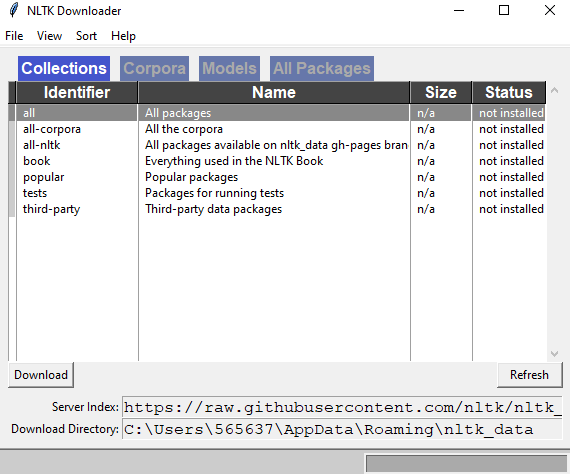 NLTK Downloader
File View Sort Help
Collections Corpora Models All Packages
Identifier Name Size Status
all All packages n/a not installed
all-corpora All the corpora n/a not installed
all-nltk All packages available on nltk_data gh-pages bran n/a not installed
book Everything used in the NLTK Book n/a not installed
popular Popular packages n/a not installed
tests Packages for running tests n/a not installed
third-party Third-party data packages n/a not installed
Download Refresh
Server Index: https://raw.githubusercontent.com/nltk/nltk_
Download Directory: C:\Users\565637\AppData\Roaming\nltk_data